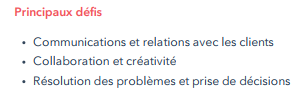 Principaux défis
• Communications et relations avec les clients
• Collaboration et créativité
• Résolution des problèmes et prise de décisions